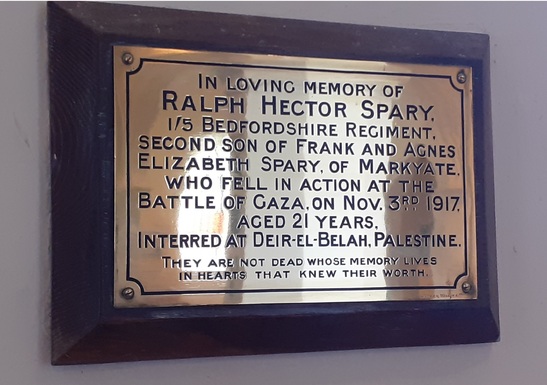 IN LOVING MEMORY OF
RALPH HECTOR SPARY,
1/5 BEDFORDSHIRE REGIMENT,
SECOND SON OF FRANK AND AGNES
ELIZABETH SPARY, OF MARKYATE,
WHO FELL IN ACTION AT THE
BATTLE OF GAZA, ON NOV. 3RD 1917,
AGED 21 YEARS,
INTERRED AT DEIR-EL-BELAH, PALESTINE.
THEY ARE NOT DEAD WHOSE MEMORY LIVES
IN HEARTS THAT KNEW THEIR WORTH.